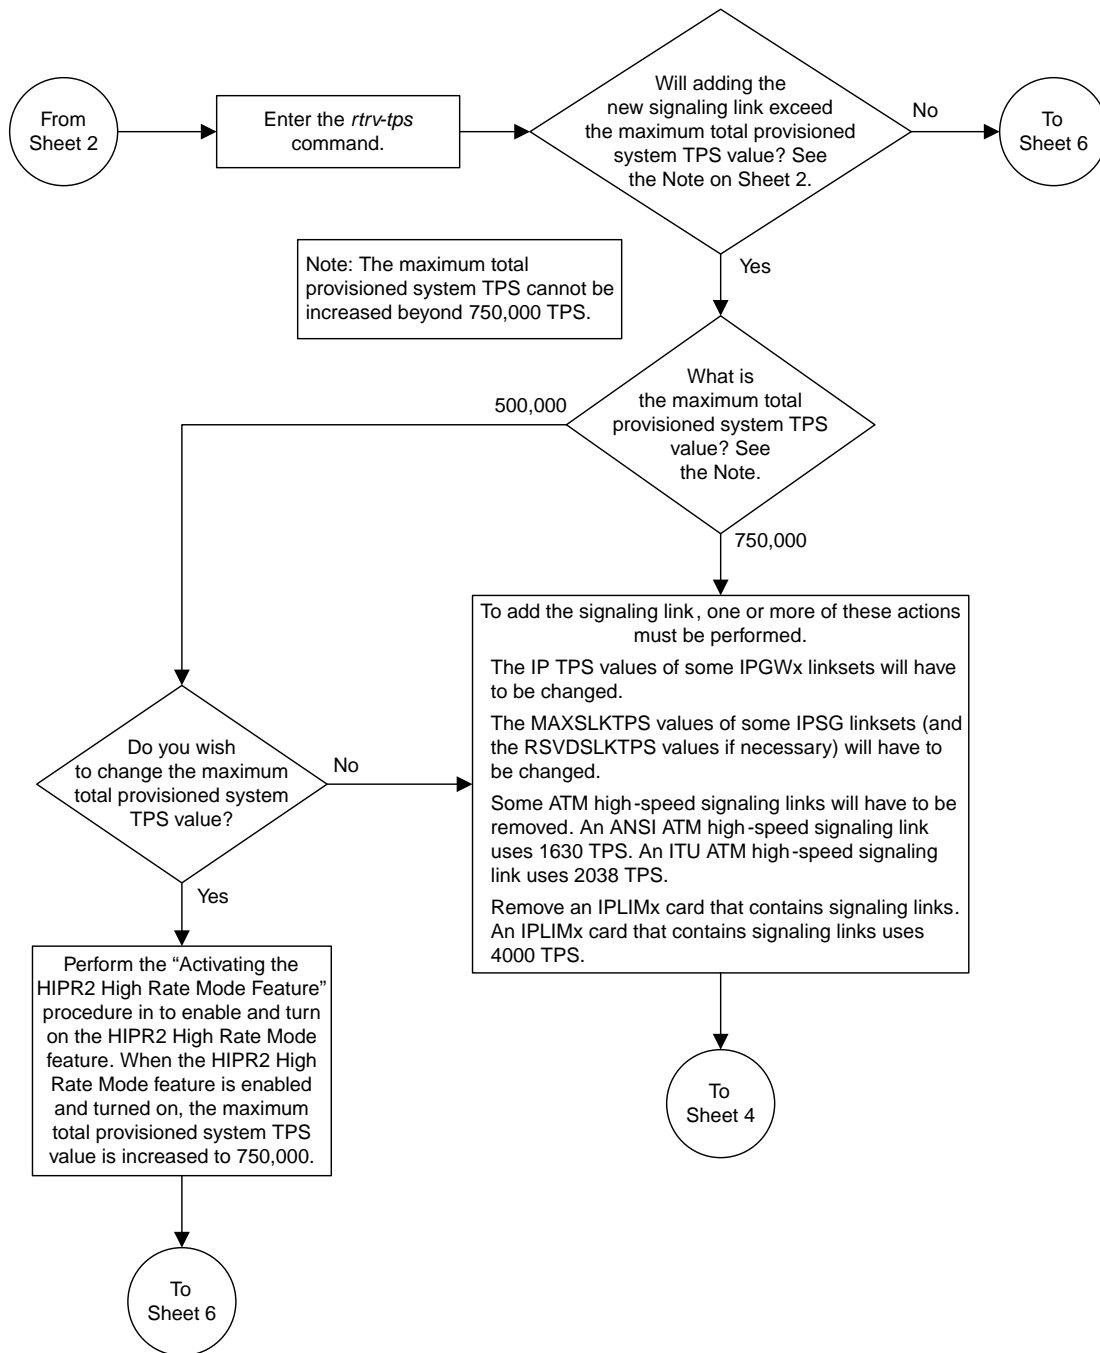 From
Sheet 2
Enter the rtrv-tps
command.
Will adding the
new signaling link exceed
the maximum total provisioned
system TPS value? See
the Note on Sheet 2.
No
To
Sheet 6
Yes
Note: The maximum total
provisioned system TPS cannot be
increased beyond 750,000 TPS.
What is
the maximum total
provisioned system TPS
value? See
the Note.
500,000
750,000
To add the signaling link, one or more of these actions
must be performed.
The IP TPS values of some IPGWx linksets will have
to be changed.
The MAXSLKTPS values of some IPSG linksets (and
the RSVDSLKTPS values if necessary) will have to
be changed.
Some ATM high-speed signaling links will have to be
removed. An ANSI ATM high-speed signaling link
uses 1630 TPS. An ITU ATM high-speed signaling
link uses 2038 TPS.
Remove an IPLIMx card that contains signaling links.
An IPLIMx card that contains signaling links uses
4000 TPS.
Do you wish
to change the maximum
total provisioned system
TPS value?
No
Yes
Perform the “Activating the
HIPR2 High Rate Mode Feature”
procedure in to enable and turn
on the HIPR2 High Rate Mode
feature. When the HIPR2 High
Rate Mode feature is enabled
and turned on, the maximum
total provisioned system TPS
value is increased to 750,000.
To
Sheet 4
To
Sheet 6